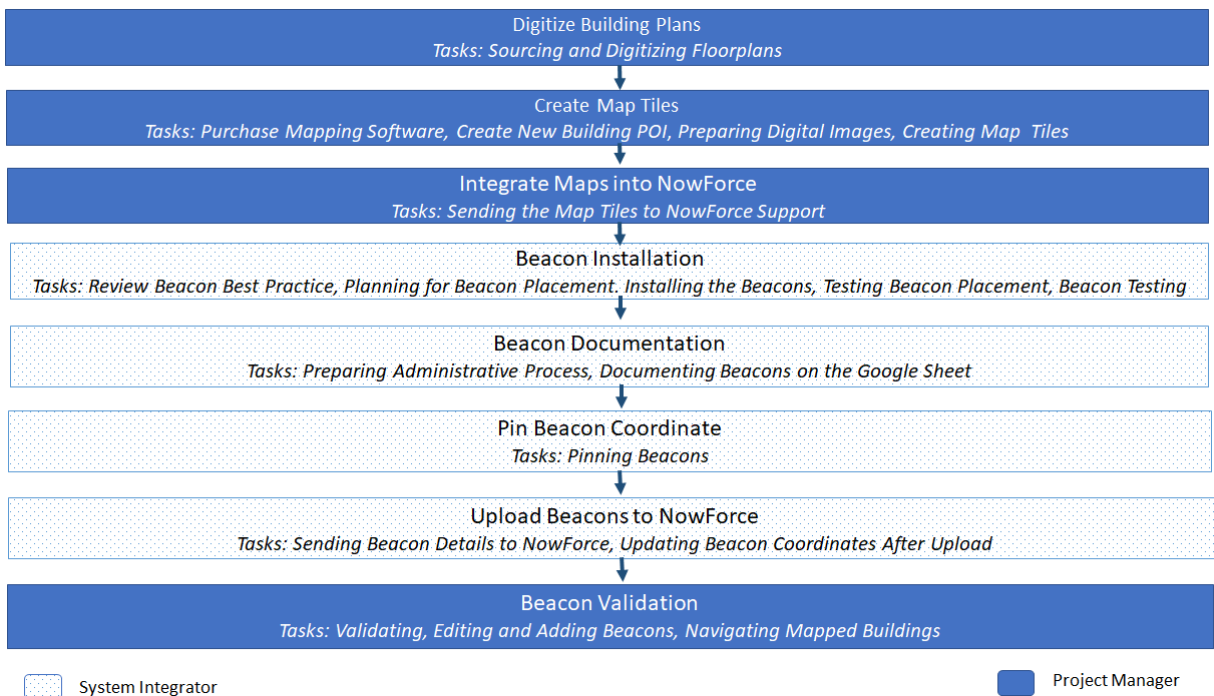 Digitize Building Plans
Tasks: Sourcing and Digitizing Floorplans
Create Map Tiles
Tasks: Purchase Mapping Software, Create New Building POI, Preparing Digital Images, Creating Map Tiles
Integrate Maps into NowForce
Tasks: Sending the Map Tiles to NowForce Support
Beacon Installation
Tasks: Review Beacon Best Practice, Planning for Beacon Placement. Installing the Beacons, Testing Beacon Placement, Beacon Testing
Beacon Documentation
Tasks: Preparing Administrative Process, Documenting Beacons on the Google Sheet
Pin Beacon Coordinate
Tasks: Pinning Beacons
Upload Beacons to NowForce
Tasks: Sending Beacon Details to NowForce, Updating Beacon Coordinates After Upload
Beacon Validation
Tasks: Validating, Editing and Adding Beacons, Navigating Mapped Buildings
System Integrator
Project Manager